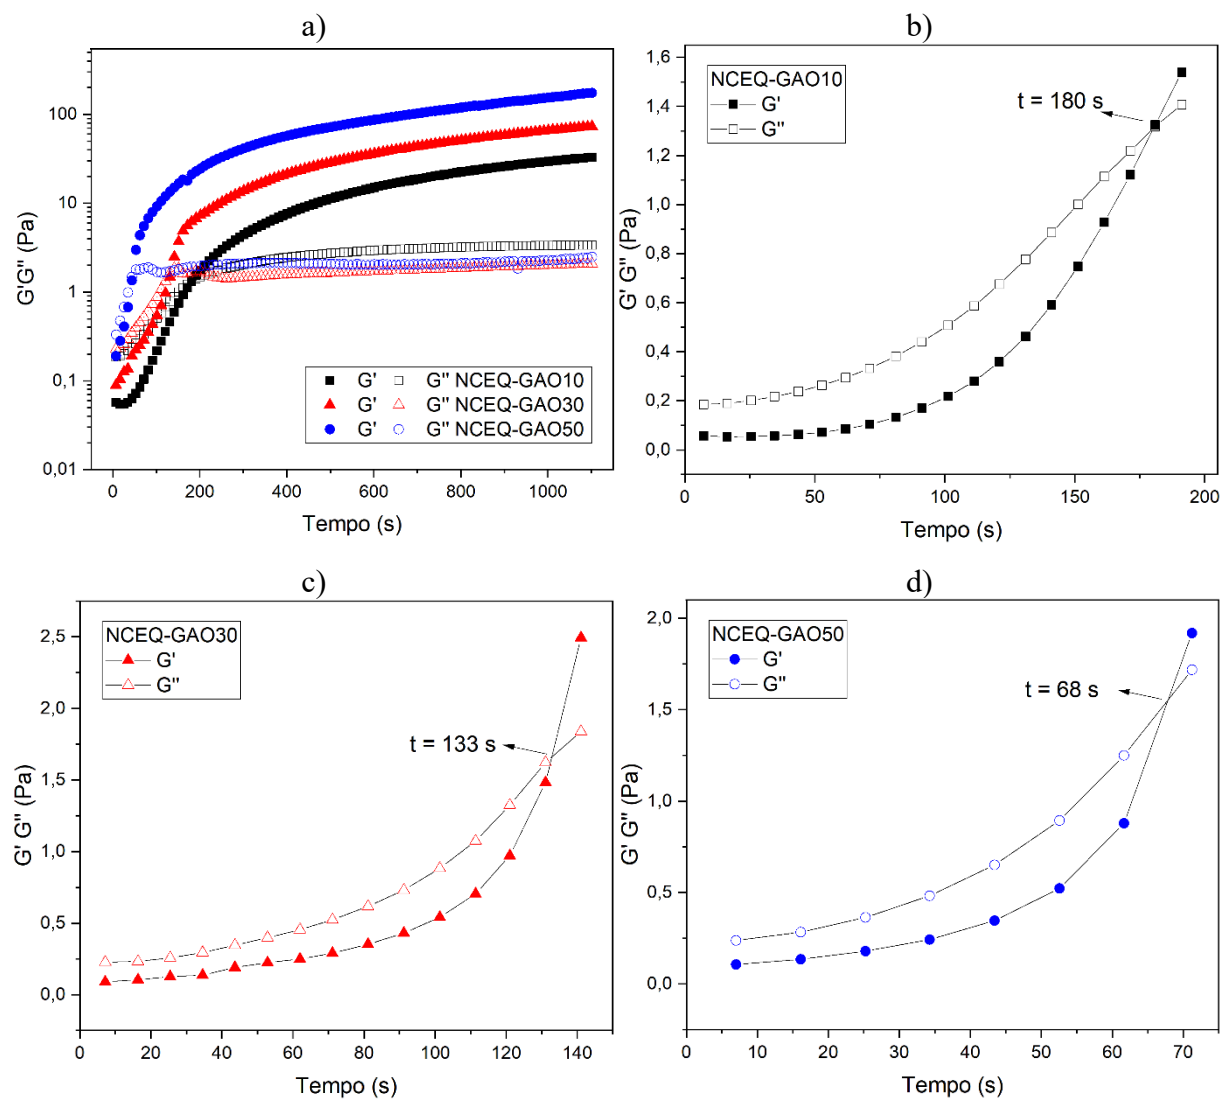 a)
100
10
1
0,1
0,01
G'G" (Pa)
G' G" NCEQ-GAO10
G' G" NCEQ-GAO30
G' G" NCEQ-GAO50
0 200 400 600 800 1000
Tempo (s)
b)
1,6
1,4
1,2
1,0
0,8
0,6
0,4
0,2
0,0
G' G" (Pa)
NCEQ-GAO10
G'
G"
t = 180 s
0 50 100 150 200
Tempo (s)
c)
2,5
2,0
1,5
1,0
0,5
0,0
G' G" (Pa)
NCEQ-GAO30
G'
G"
t = 133 s
0 20 40 60 80 100 120 140
Tempo (s)
d)
2,0
1,5
1,0
0,5
0,0
G' G" (Pa)
NCEQ-GAO50
G'
G"
t = 68 s
0 10 20 30 40 50 60 70
Tempo (s)